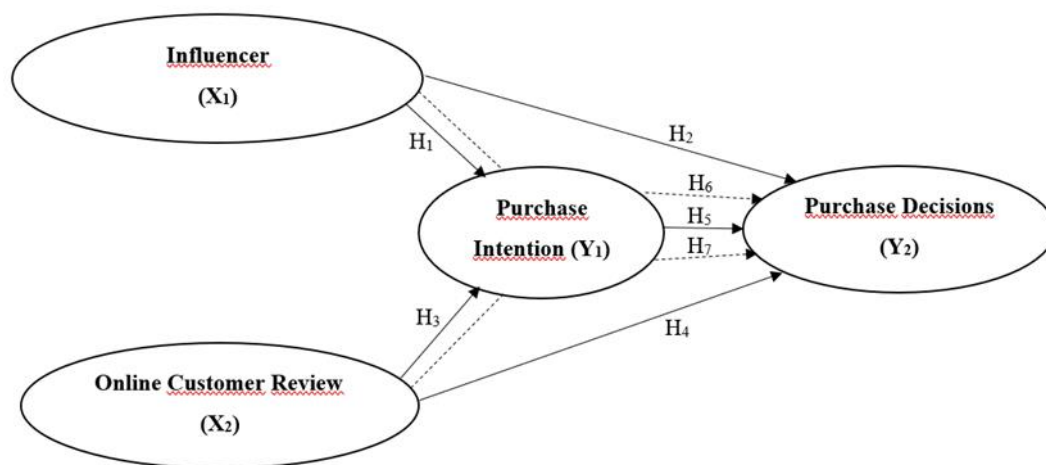 Influencer
(X₁)
H₁
H₂
Purchase
Intention (Y₁)
H₆
H₅
H₇
Purchase Decisions
(Y₂)
H₃
H₄
Online Customer Review
(X₂)